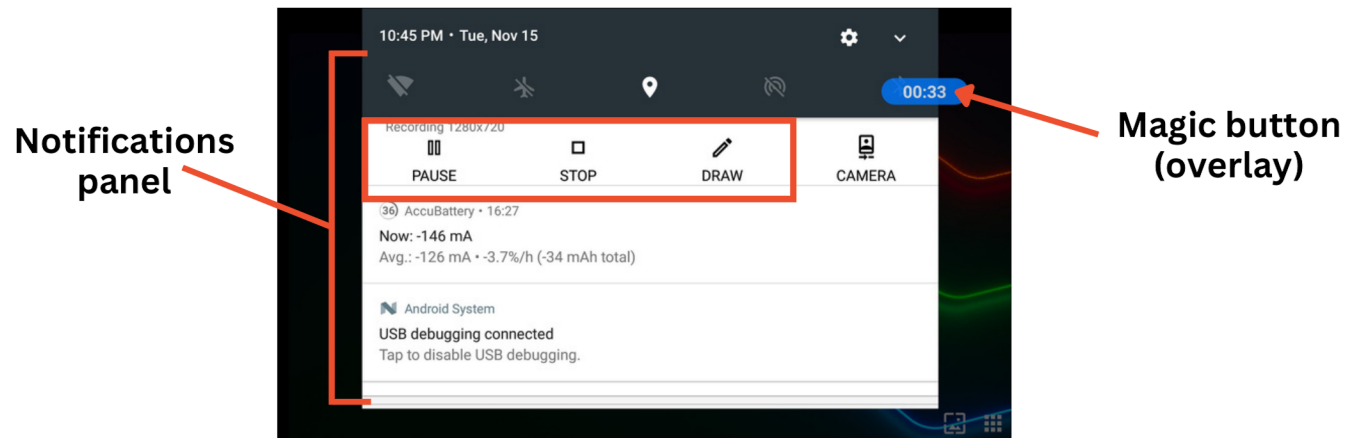 10:45 PM • Tue, Nov 15
00:33
Notifications
panel
Magic button
(overlay)
Recording 1280x720
PAUSE
STOP
DRAW
CAMERA
36 AccuBattery • 16:27
Now: -146 mA
Avg.: -126 mA • -3.7%/h (-34 mAh total)
N Android System
USB debugging connected
Tap to disable USB debugging.